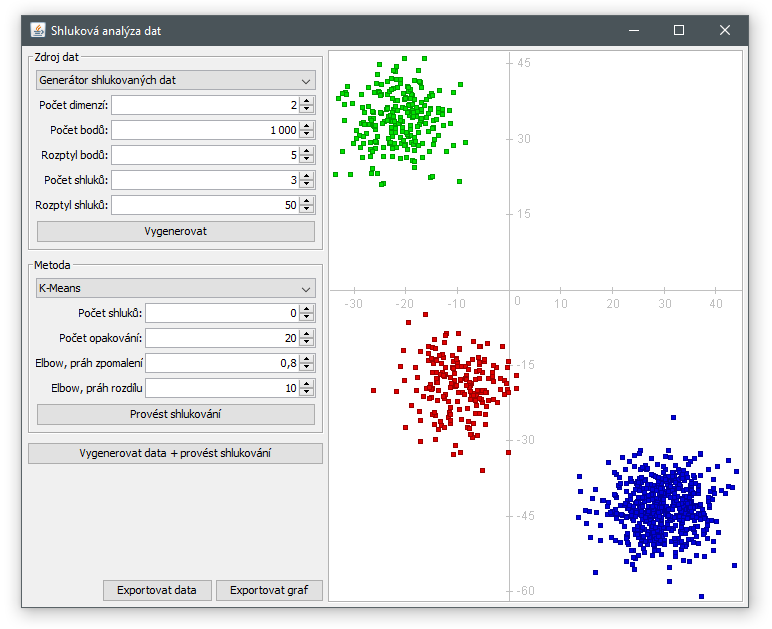 Shluková analýza dat
Zdroj dat
Generátor shlukovaných dat
Počet dimenzí: 2
Počet bodů: 1 000
Rozptyl bodů: 5
Počet shluků: 3
Rozptyl shluků: 50
Vygenerovat
Metoda
K-Means
Počet shluků: 0
Počet opakování: 20
Elbow, práh zpomalení 0,8
Elbow, práh rozdílu 10
Provést shlukování
Vygenerovat data + provést shlukování
Exportovat data Exportovat graf
45
30
15
-30 -20 -10 0 10 20 30 40
-15
-30
-45
-60